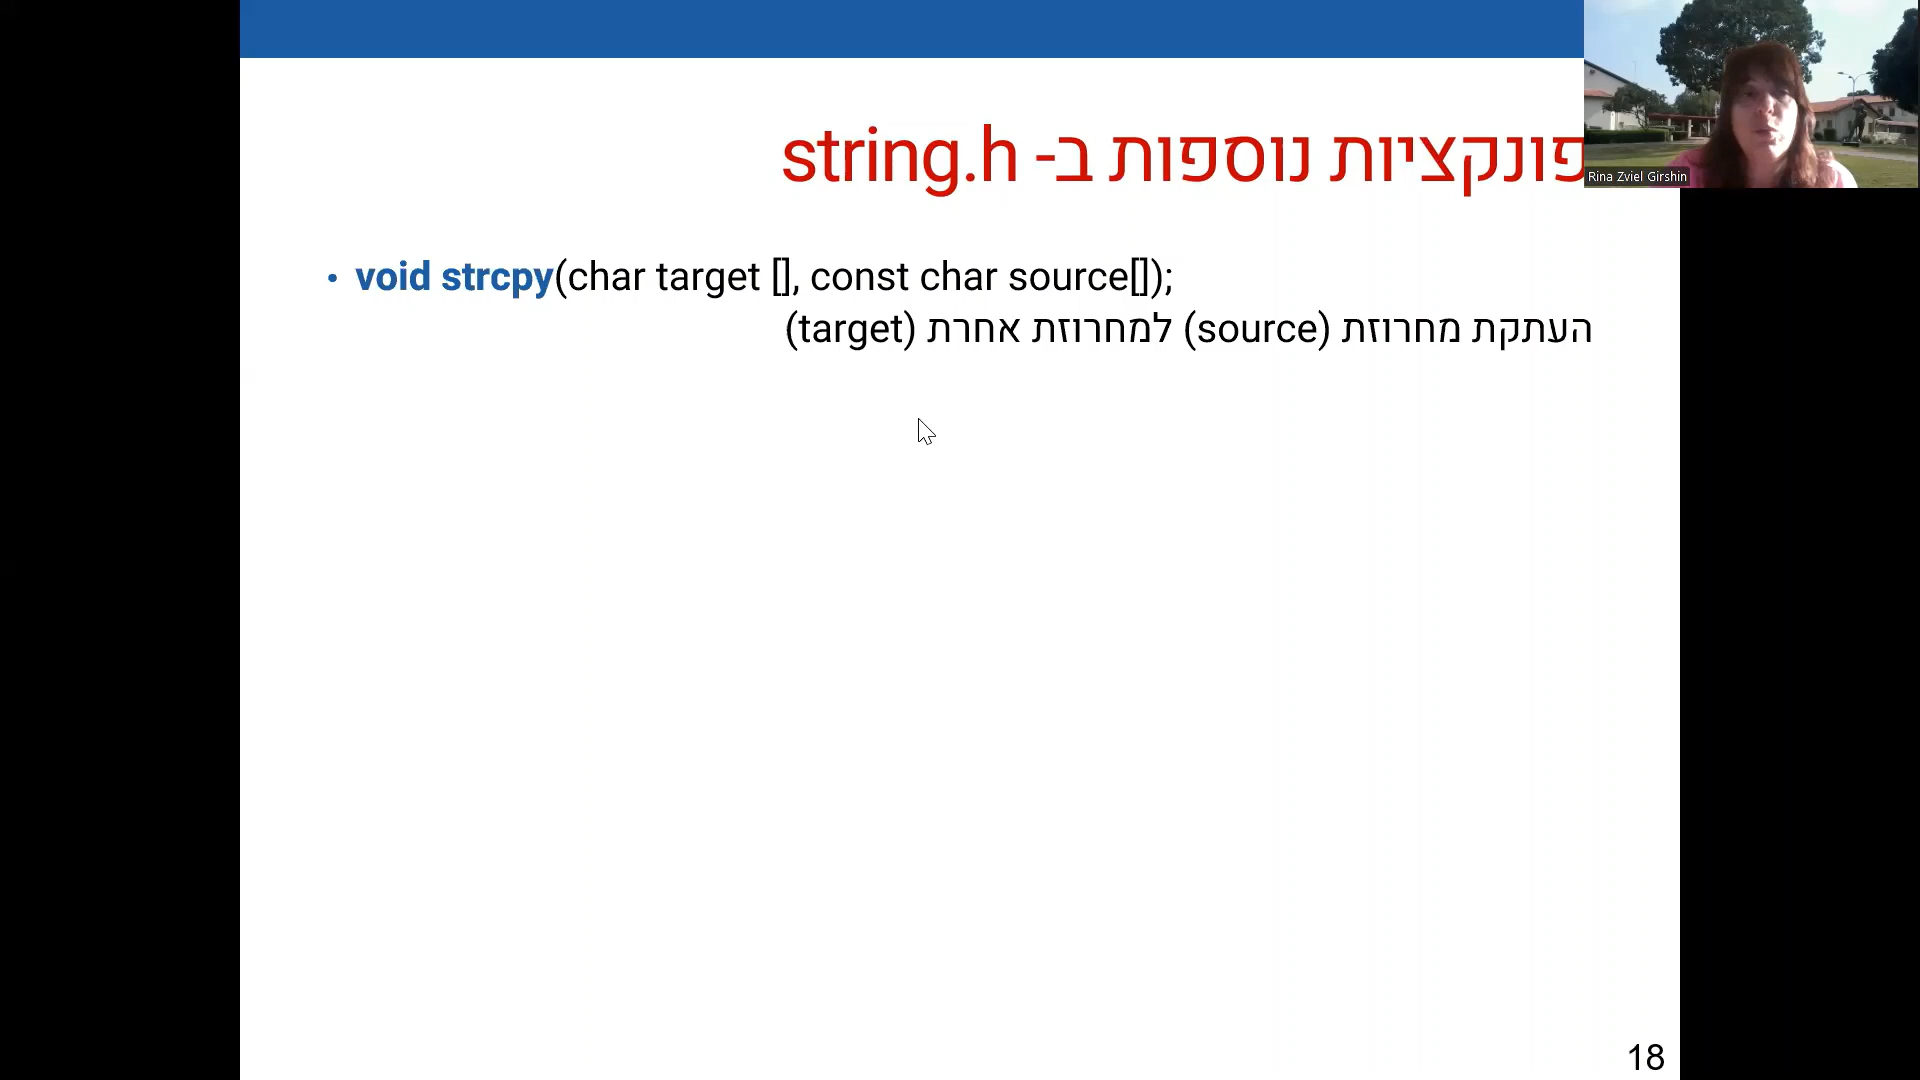 פונקציות נוספות ב- string.h
Rina Zviel Girshin
• void strcpy(char target [], const char source[]);
העתקת מחרוזת (source) למחרוזת אחרת (target)
18